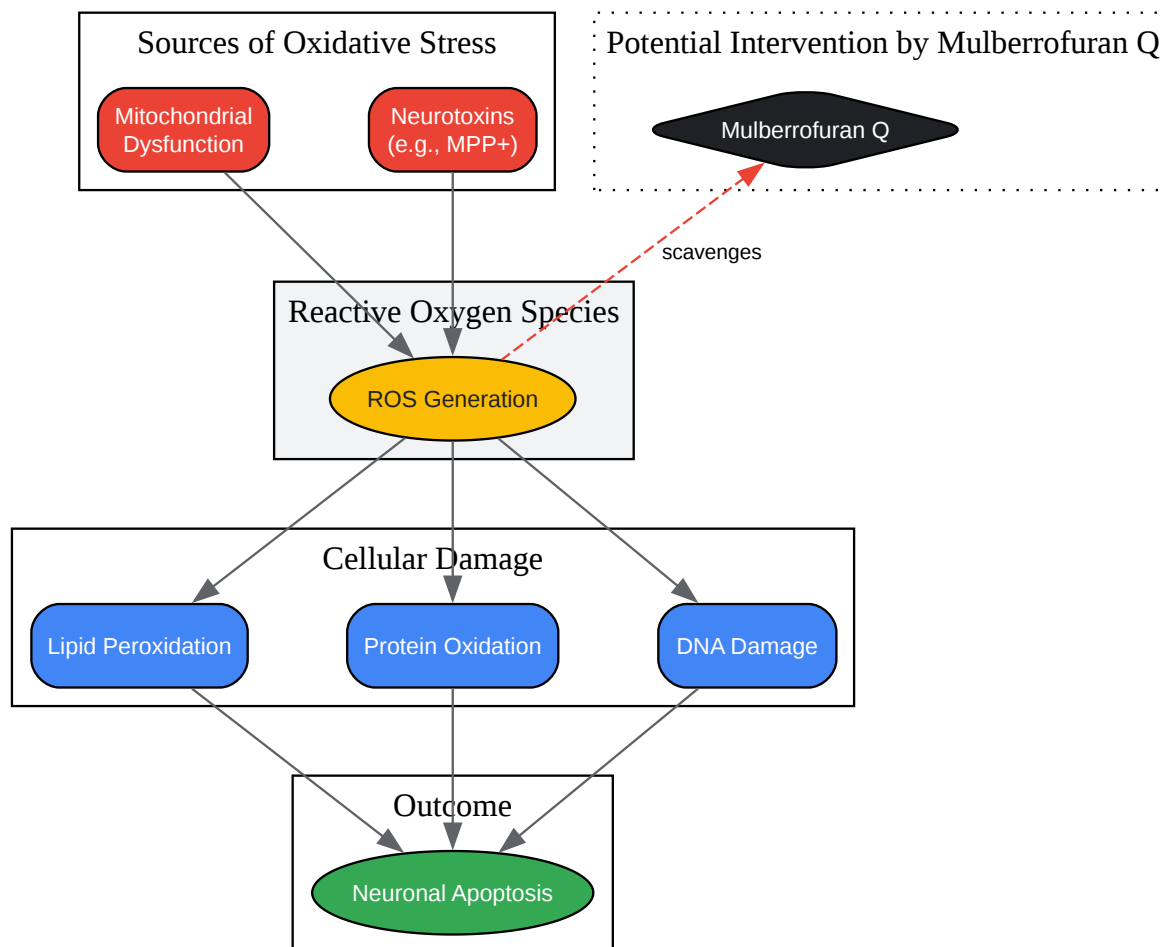 Sources of Oxidative Stress
Potential Intervention by Mulberrofuran Q
Mitochondrial
Dysfunction
Neurotoxins
(e.g., MPP+)
Mulberrofuran Q
scavenges
Reactive Oxygen Species
ROS Generation
Cellular Damage
Lipid Peroxidation
Protein Oxidation
DNA Damage
Outcome
Neuronal Apoptosis